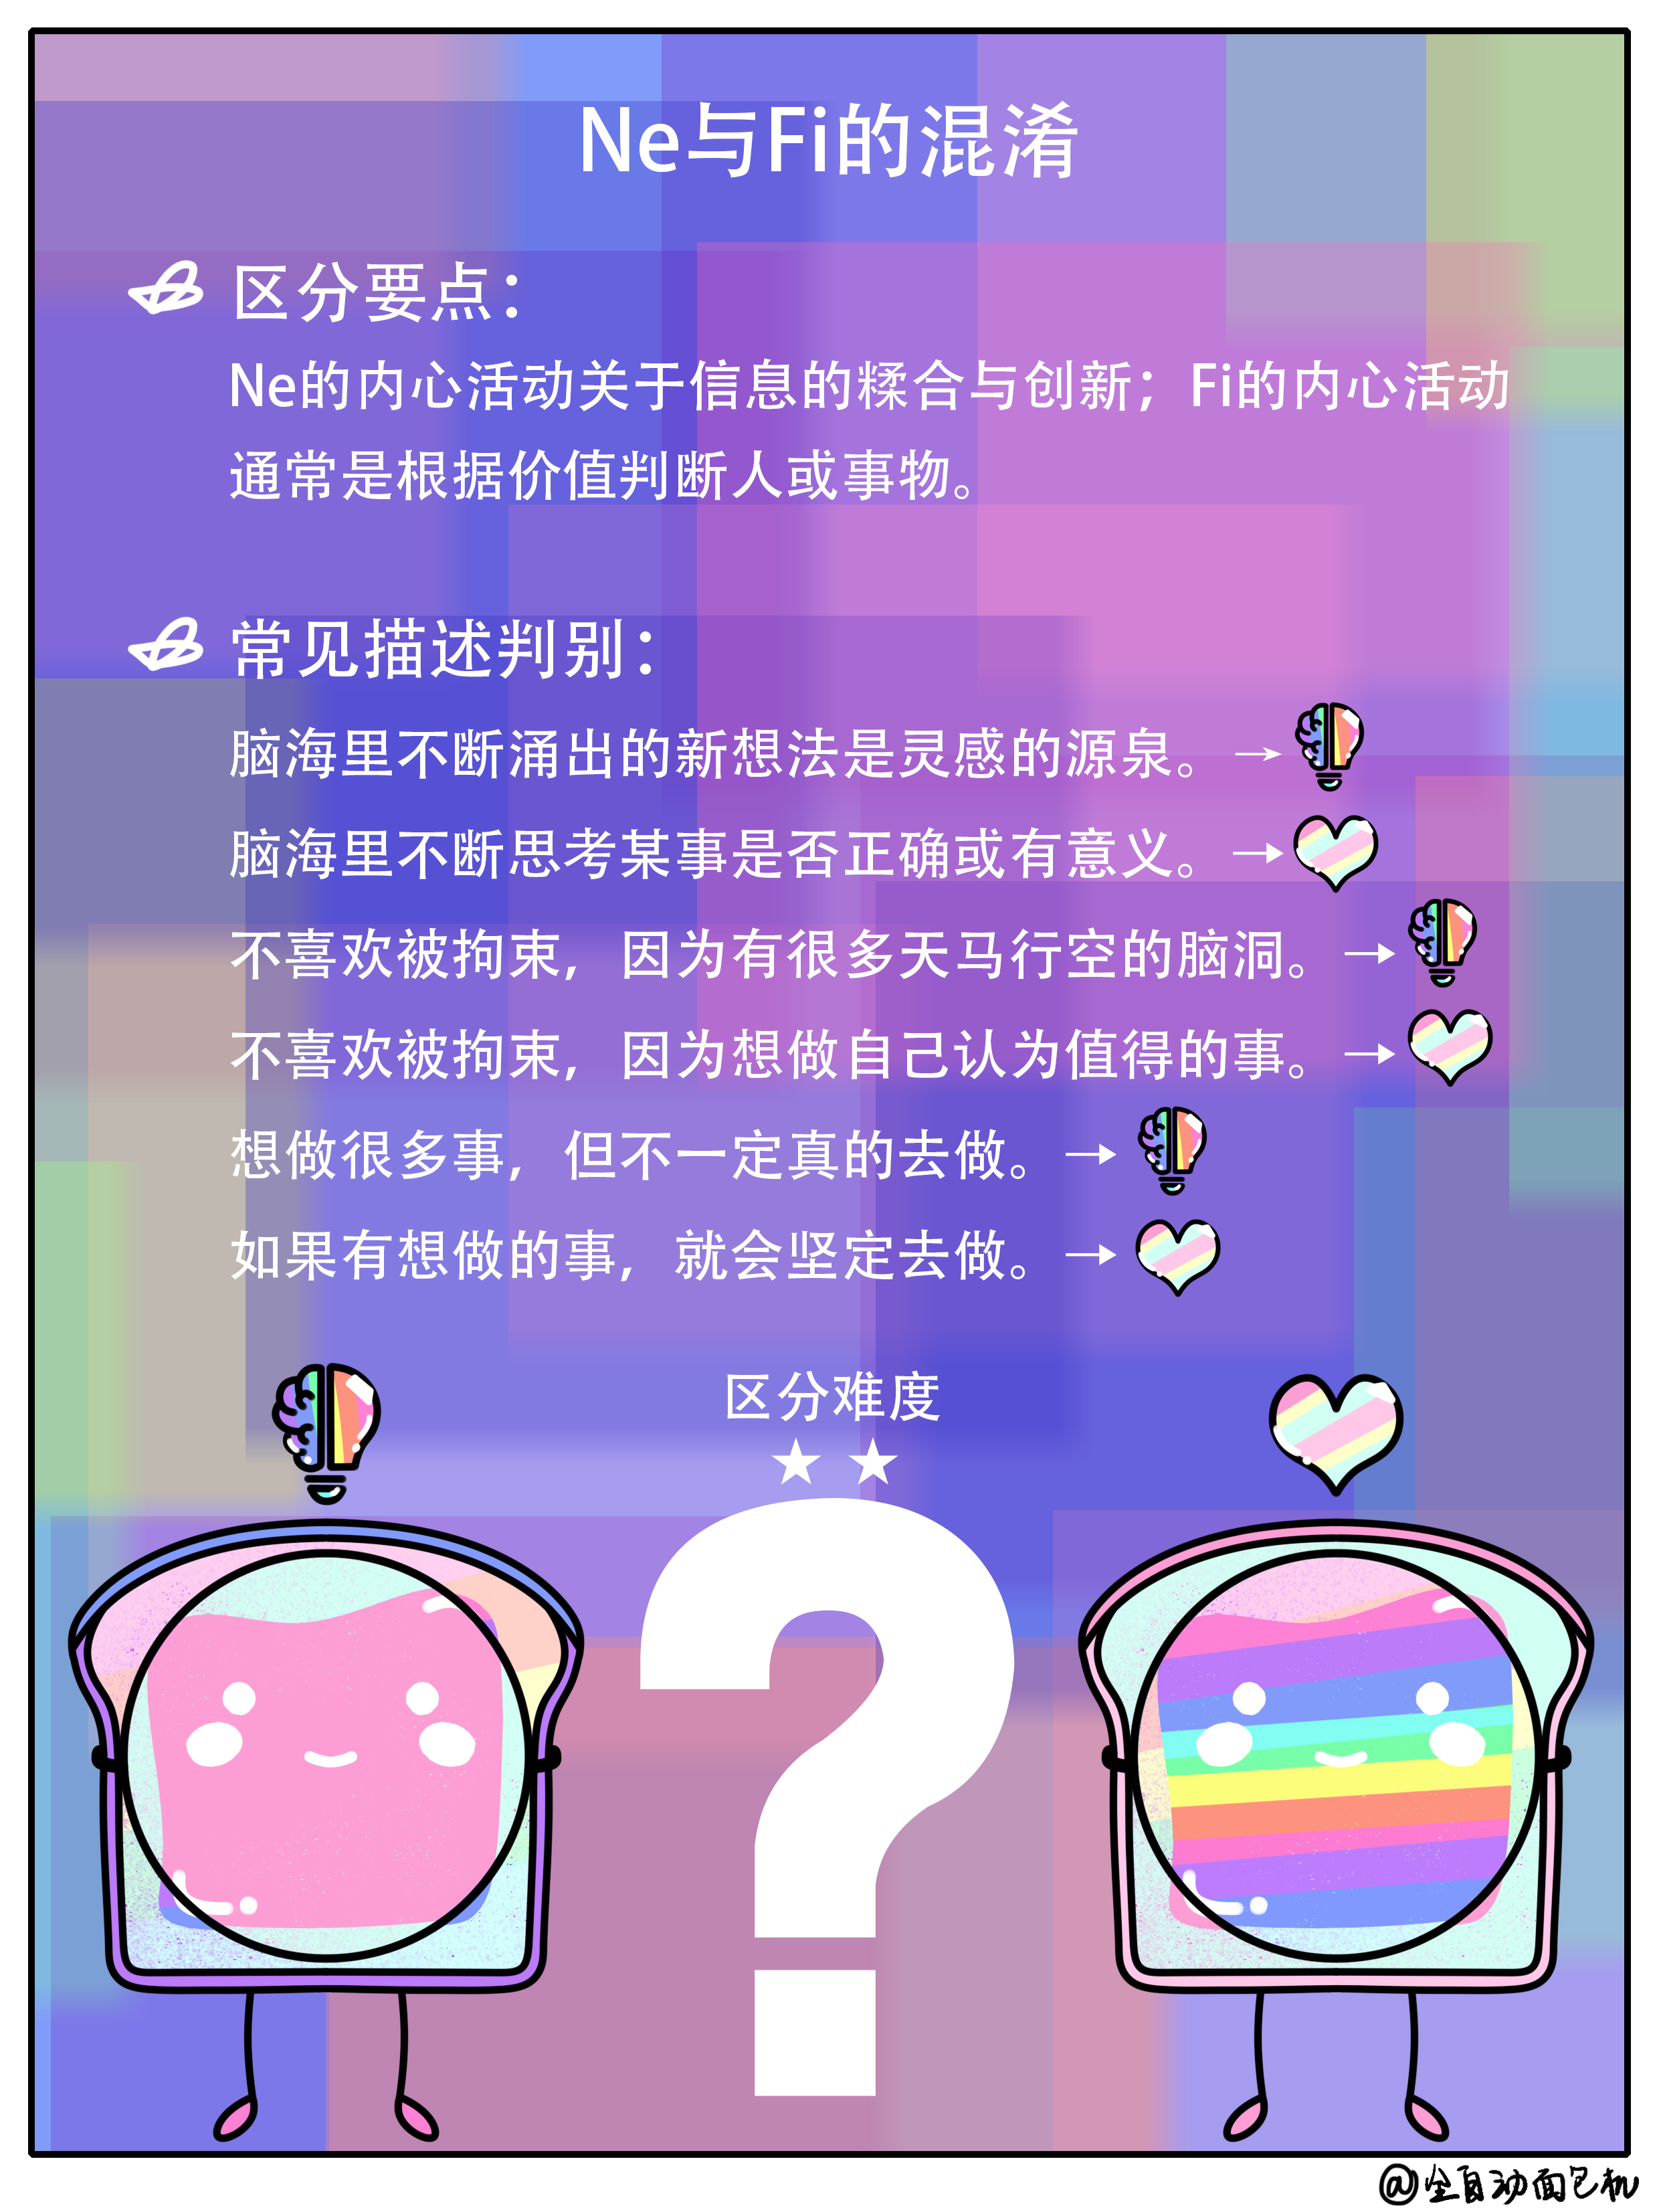 Ne与Fi的混淆
区分要点：
Ne的内心活动关于信息的糅合与创新；Fi的内心活动
通常是根据价值判断人或事物。
常见描述判别：
脑海里不断涌出的新想法是灵感的源泉。→
脑海里不断思考某事是否正确或有意义。→
不喜欢被拘束，因为有很多天马行空的脑洞。→
不喜欢被拘束，因为想做自己认为值得的事。→
想做很多事，但不一定真的去做。→
如果有想做的事，就会坚定去做。→
区分难度
★ ★
?
@全自动面包机